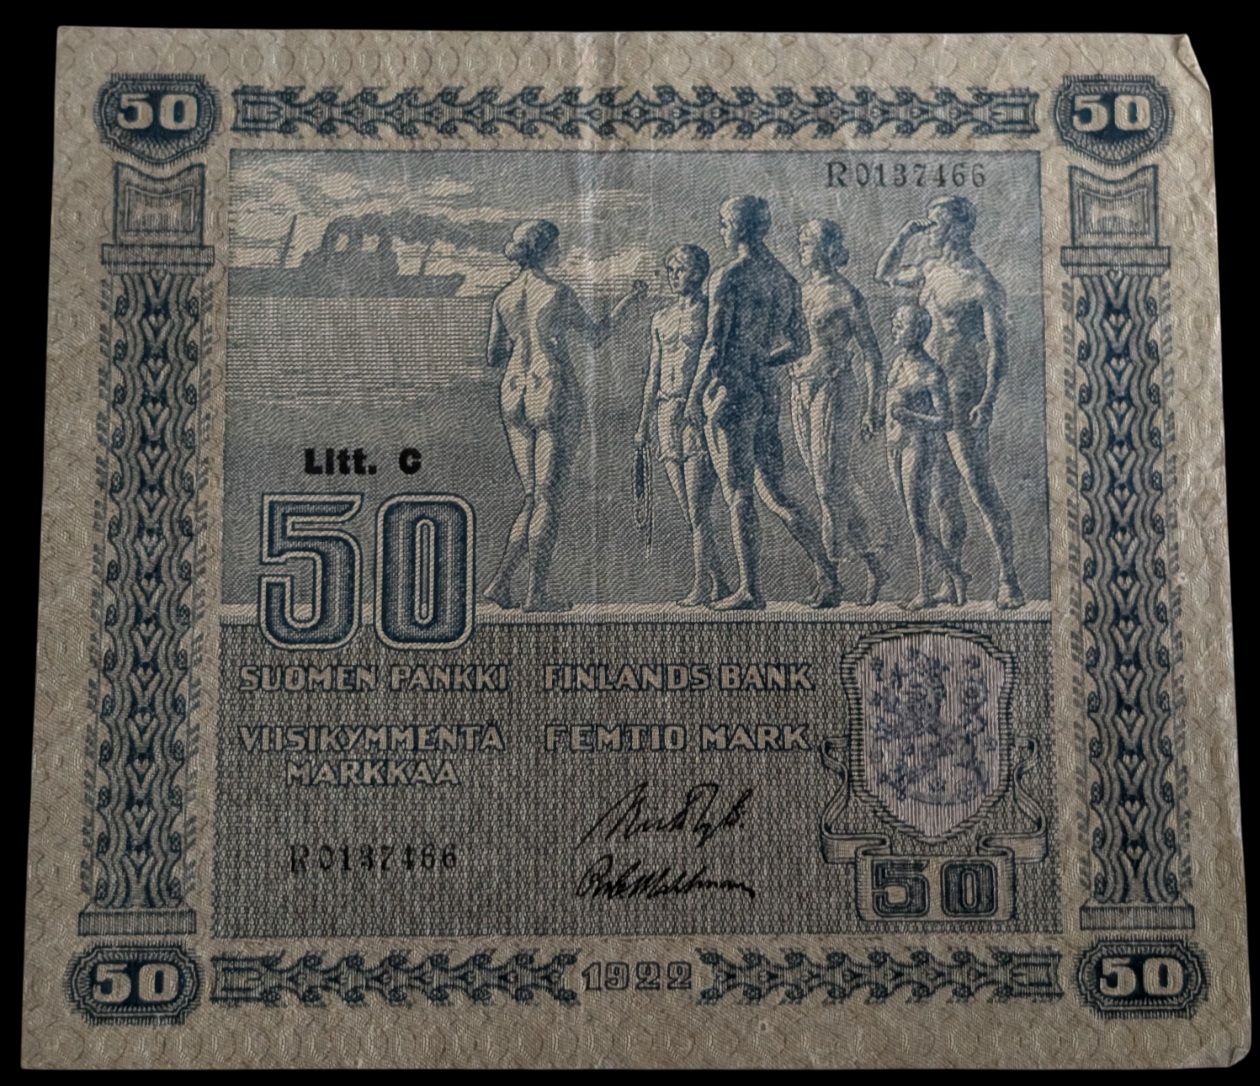 50
50
R0137466
Litt. C
50
SUOMEN PANKKI FINLANDS BANK
VIISIKYMMENTÄ FEMTIO MARK
MARKKAA
R0137466
50
50
1922
50